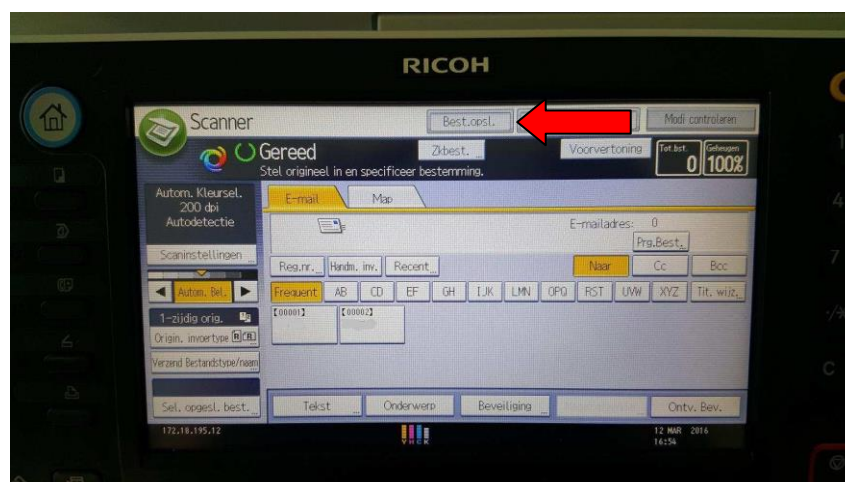 RICOH
Scanner
Best.opsl.
Modi controleren
Gereed
Zkbest.
Voorvertoning
Tot.bst.
0
Geheugen
100%
Stel origineel in en specificeer bestemming.
Autom. Kleursel.
200 dpi
Autodetectie
E-mail
Map
E-mailadres: 0
Prg.Best.
Scaninstellingen
Reg.nr.
Handm. inv.
Recent
Naar
Cc
Bcc
Autom. Bel.
Frequent
AB
CD
EF
GH
IJK
LMN
OPQ
RST
UVW
XYZ
Tit. wijz.
[00001]
[00002]
1-zijdig orig.
Origin. invoertype
Verzend Bestandstype/naam
Sel. opgesl. best.
Tekst
Onderwerp
Beveiliging
Ontv. Bev.
172.18.195.12
YMCK
12 MAR 2016
16:54